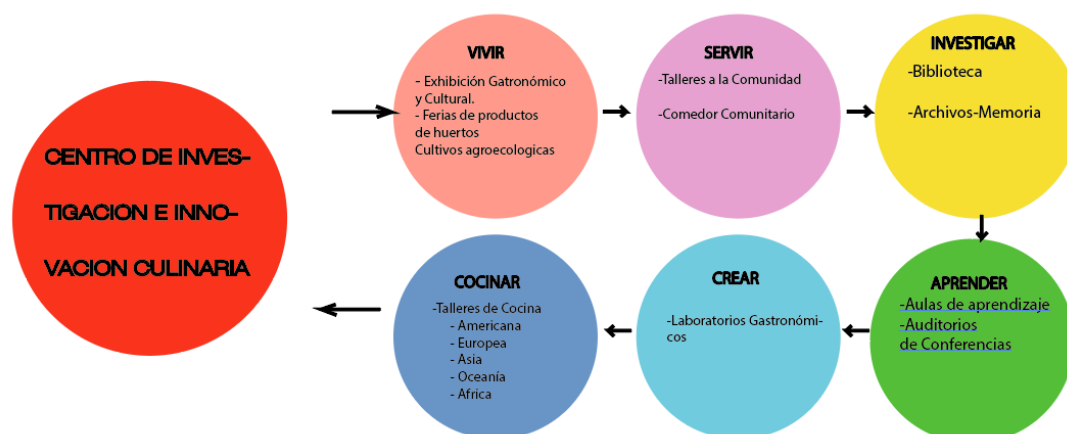 CENTRO DE INVES-
TIGACION E INNO-
VACION CULINARIA
VIVIR
- Exhibición Gatronómico
y Cultural.
- Ferias de productos
de huertos
Cultivos agroecologicas
SERVIR
-Talleres a la Comunidad
-Comedor Comunitario
INVESTIGAR
-Biblioteca
-Archivos-Memoria
APRENDER
-Aulas de aprendizaje
-Auditorios
de Conferencias
CREAR
-Laboratorios Gastronómi-
cos
COCINAR
-Talleres de Cocina
- Americana
- Europea
- Asia
- Oceanía
- Africa